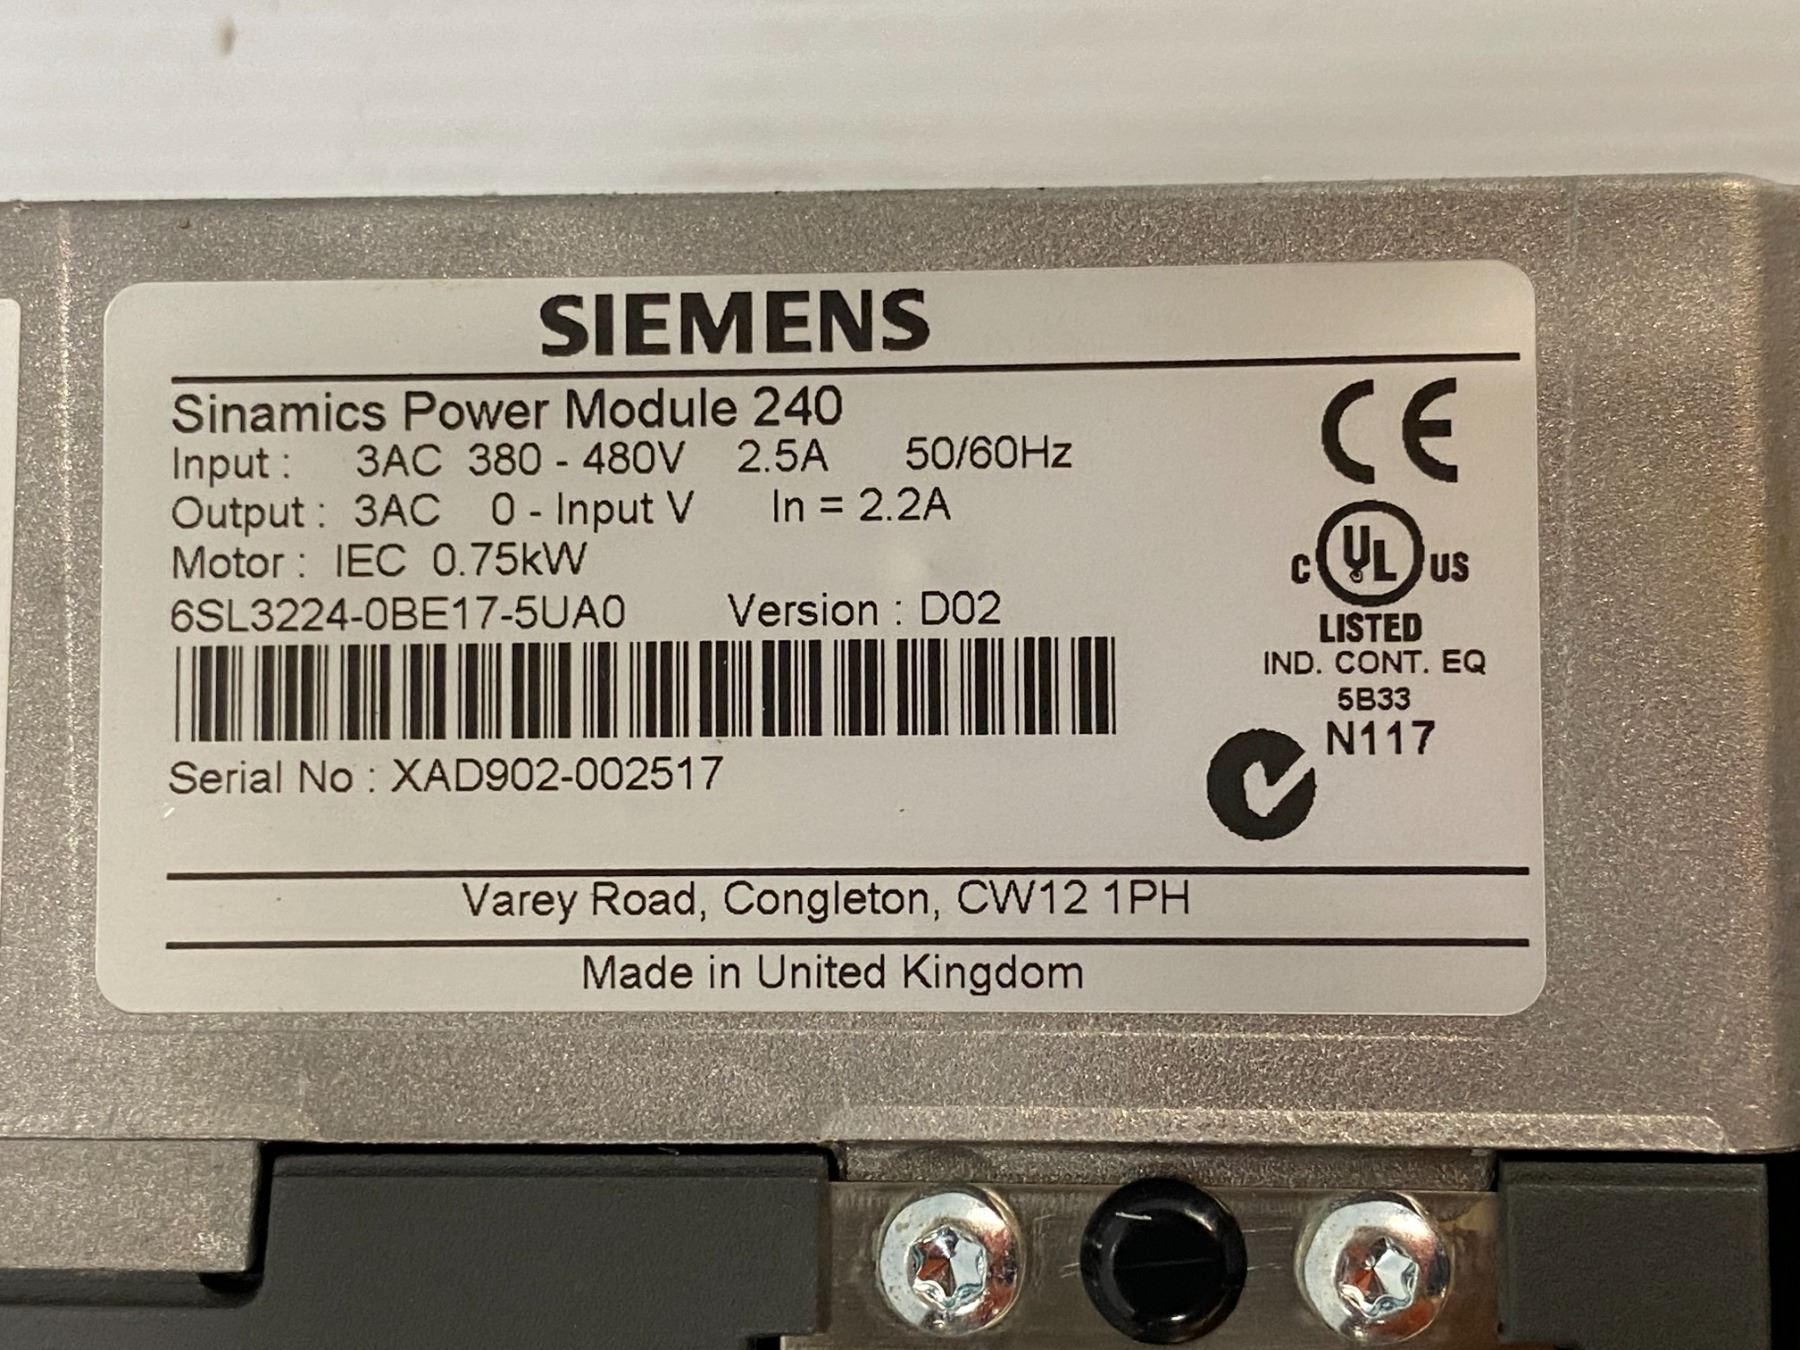 SIEMENS
Sinamics Power Module 240
Input : 3AC 380 - 480V 2.5A 50/60Hz
Output : 3AC 0 - Input V In = 2.2A
Motor : IEC 0.75kW
6SL3224-0BE17-5UA0 Version : D02
Serial No : XAD902-002517
CE
C UL US
LISTED
IND. CONT. EQ
5B33
N117
Varey Road, Congleton, CW12 1PH
Made in United Kingdom